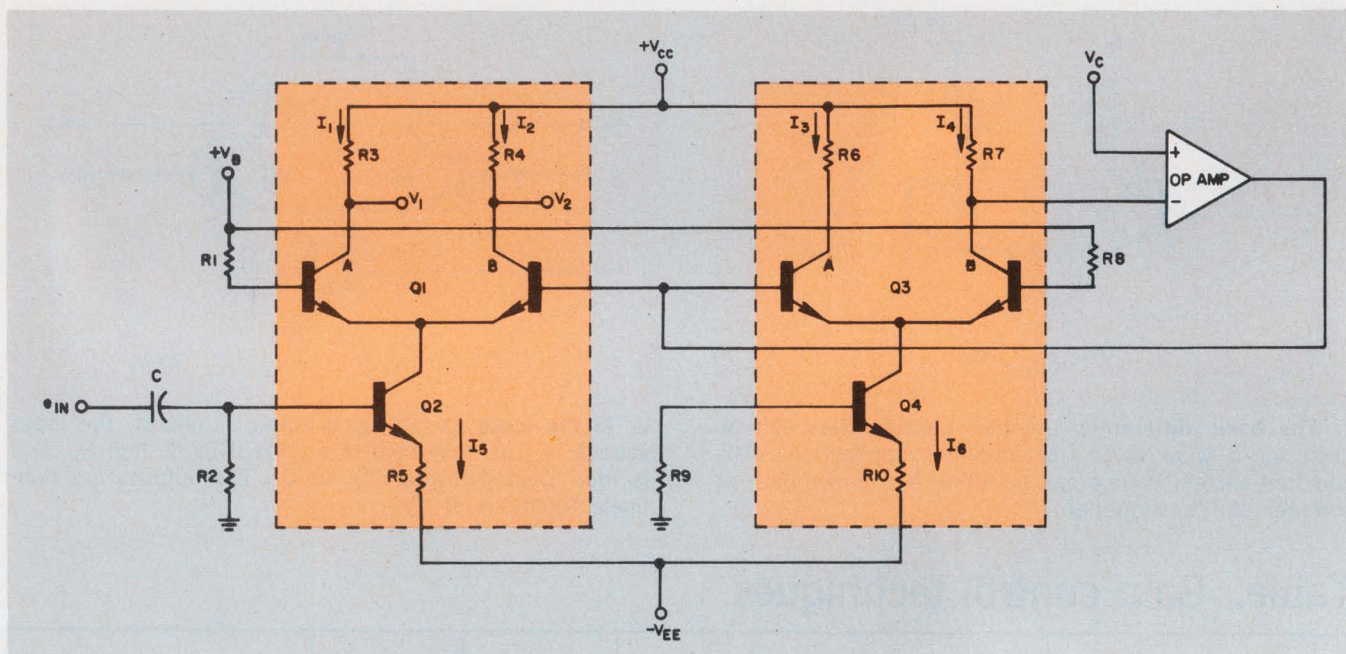 +VCC
VC
I1
I2
I3
I4
R3
R4
R6
R7
+
OP AMP
−
+VB
V1
V2
R1
A
B
A
B
R8
Q1
Q3
C
eIN
Q2
Q4
I5
I6
R2
R5
R9
R10
−VEE